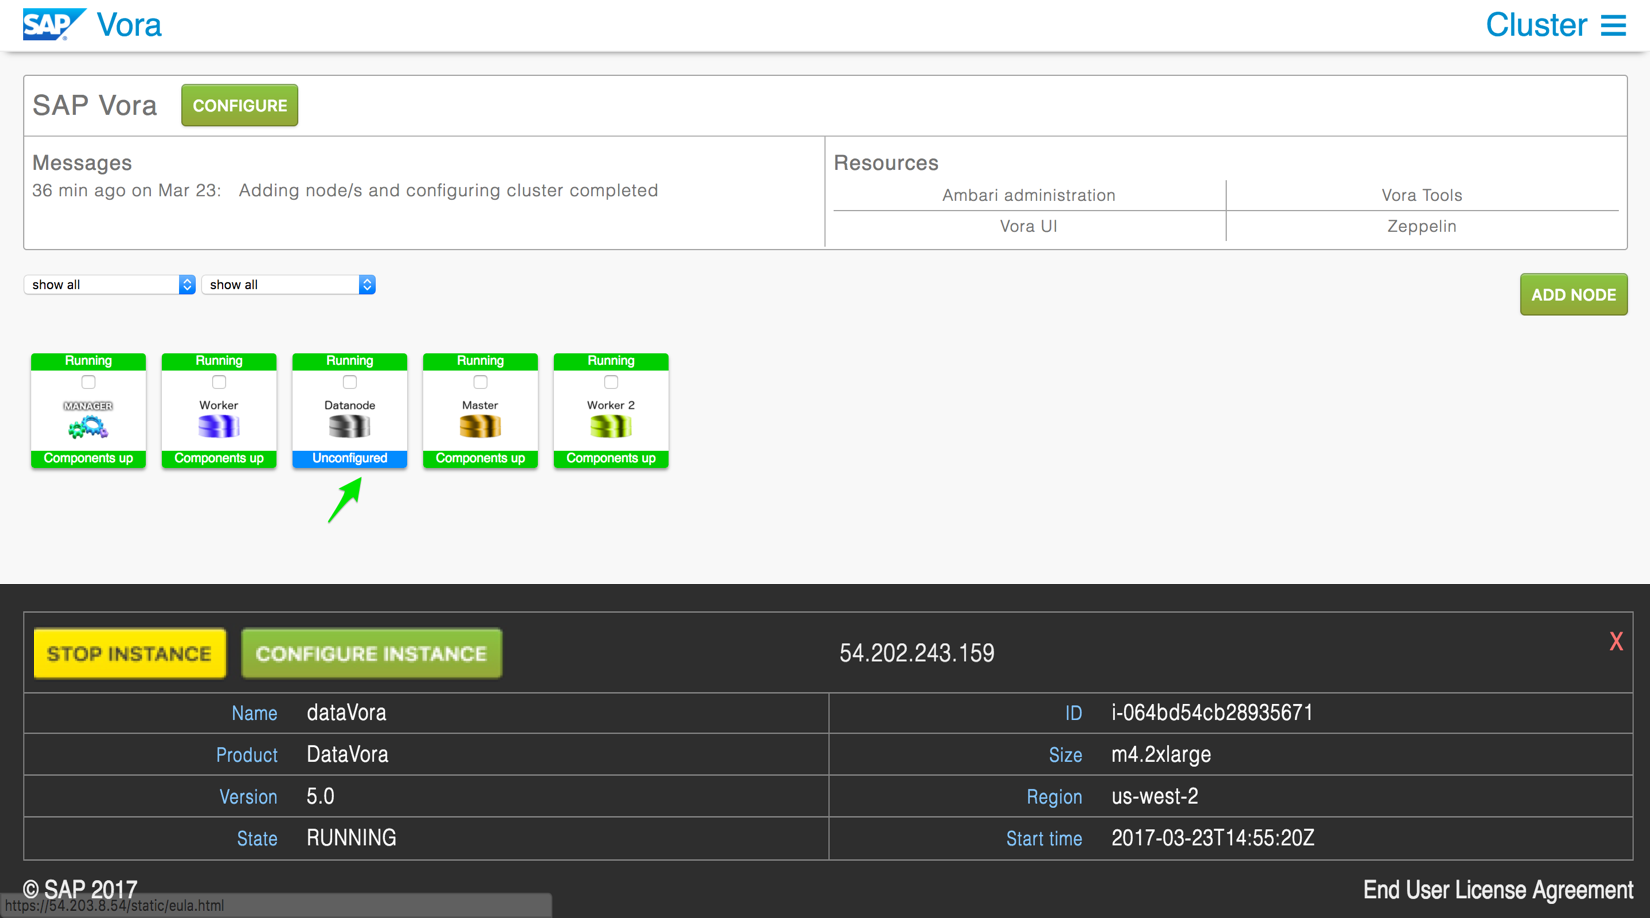 SAP Vora
Cluster
SAP Vora
CONFIGURE
Messages
36 min ago on Mar 23: Adding node/s and configuring cluster completed
Resources
Ambari administration
Vora Tools
Vora UI
Zeppelin
show all
show all
ADD NODE
Running
Running
Running
Running
Running
MANAGER
Worker
Datanode
Master
Worker 2
Components up
Components up
Unconfigured
Components up
Components up
STOP INSTANCE
CONFIGURE INSTANCE
54.202.243.159
X
Name dataVora
ID i-064bd54cb28935671
Product DataVora
Size m4.2xlarge
Version 5.0
Region us-west-2
State RUNNING
Start time 2017-03-23T14:55:20Z
© SAP 2017
End User License Agreement
https://54.203.8.54/static/eula.html